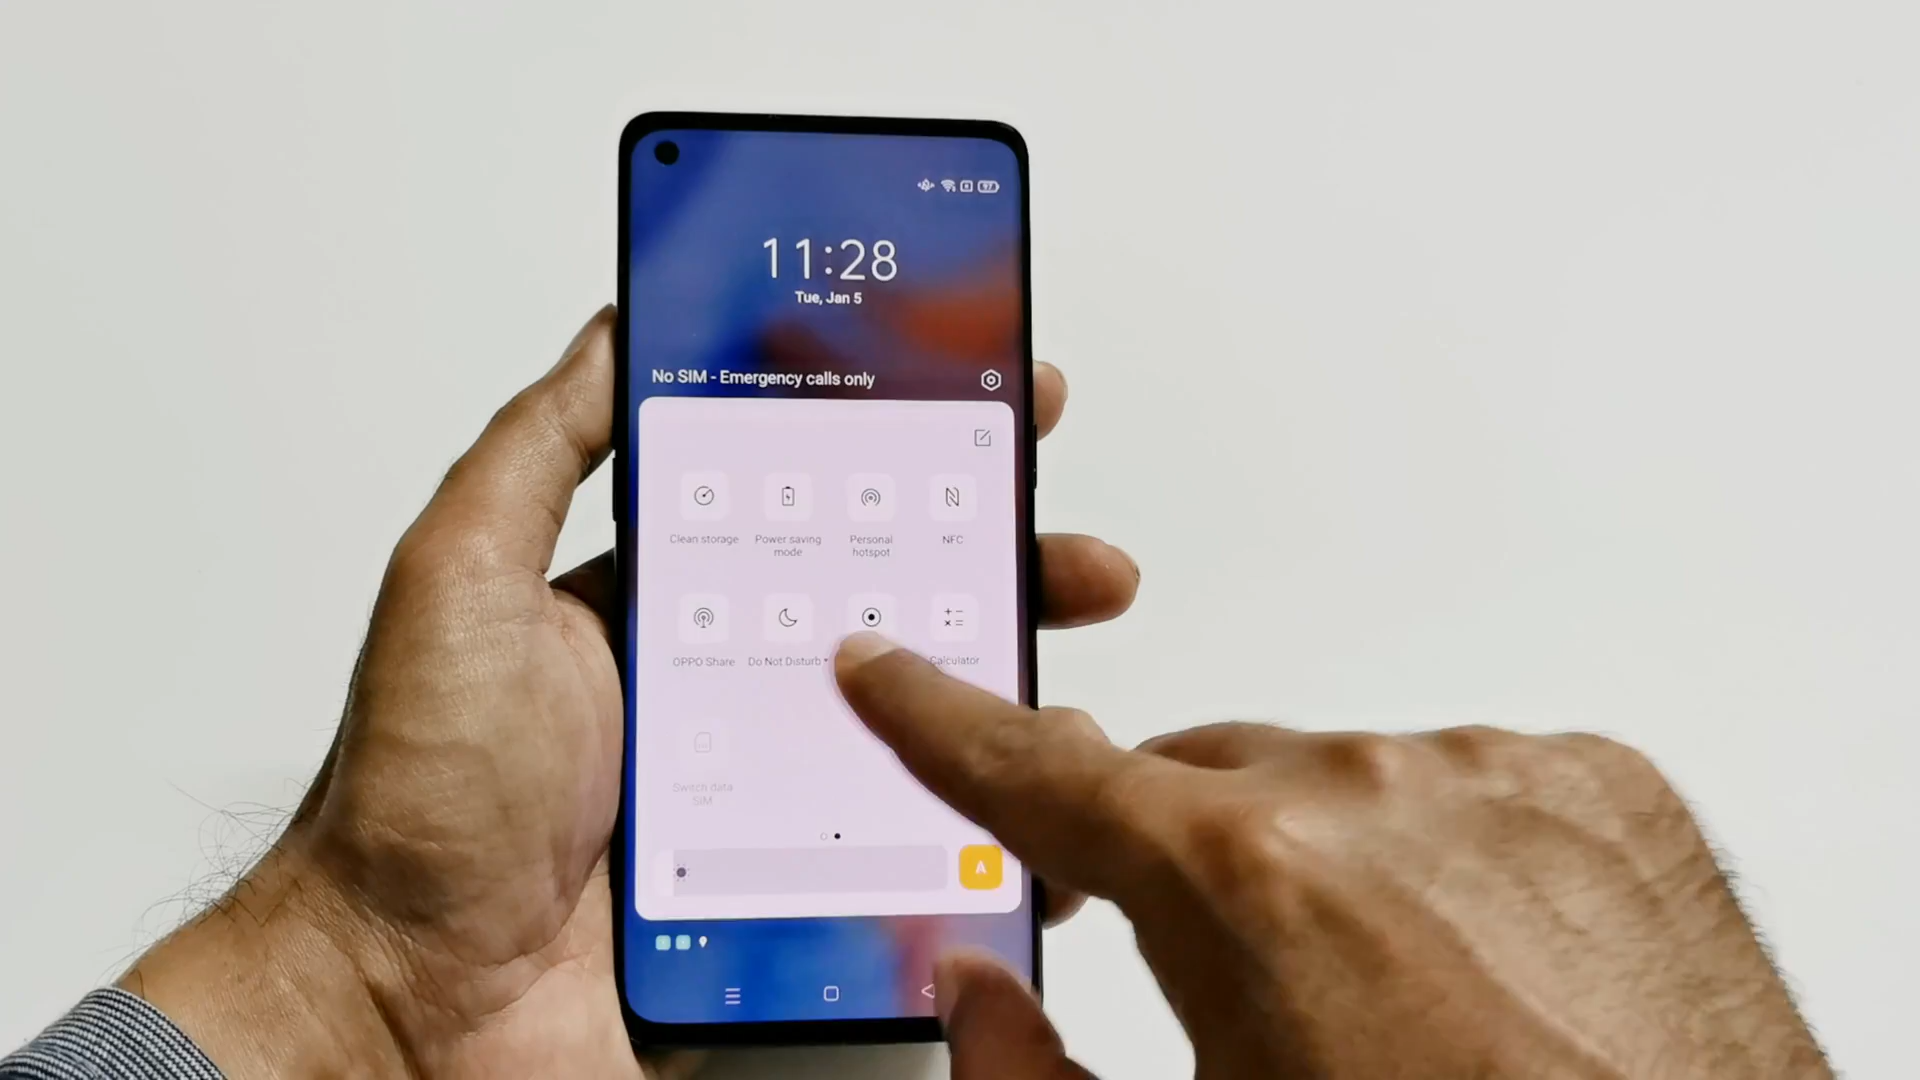 97
11:28
Tue, Jan 5
No SIM - Emergency calls only
Clean storage
Power saving
mode
Personal
hotspot
NFC
OPPO Share
Do Not Disturb
Calculator
Switch data
SIM
A